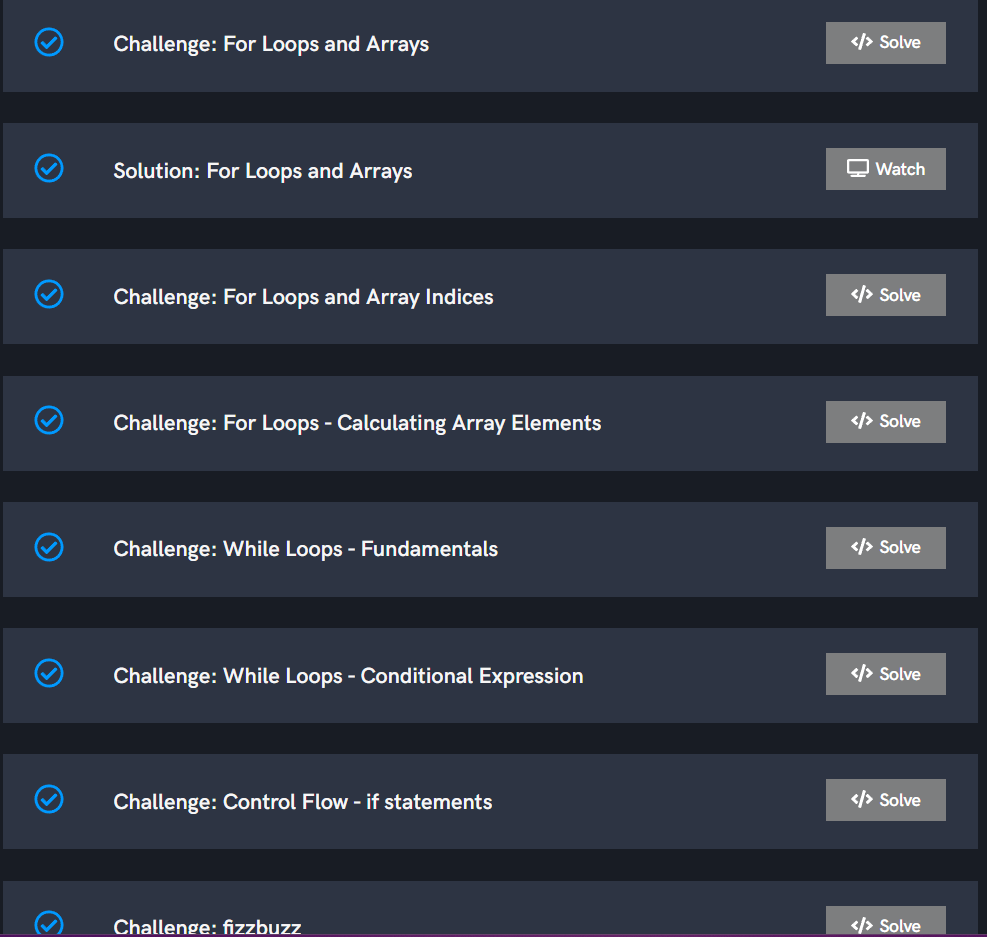 Challenge: For Loops and Arrays
</> Solve
Solution: For Loops and Arrays
Watch
Challenge: For Loops and Array Indices
</> Solve
Challenge: For Loops - Calculating Array Elements
</> Solve
Challenge: While Loops - Fundamentals
</> Solve
Challenge: While Loops - Conditional Expression
</> Solve
Challenge: Control Flow - if statements
</> Solve
Challenge: fizzbuzz
</> Solve